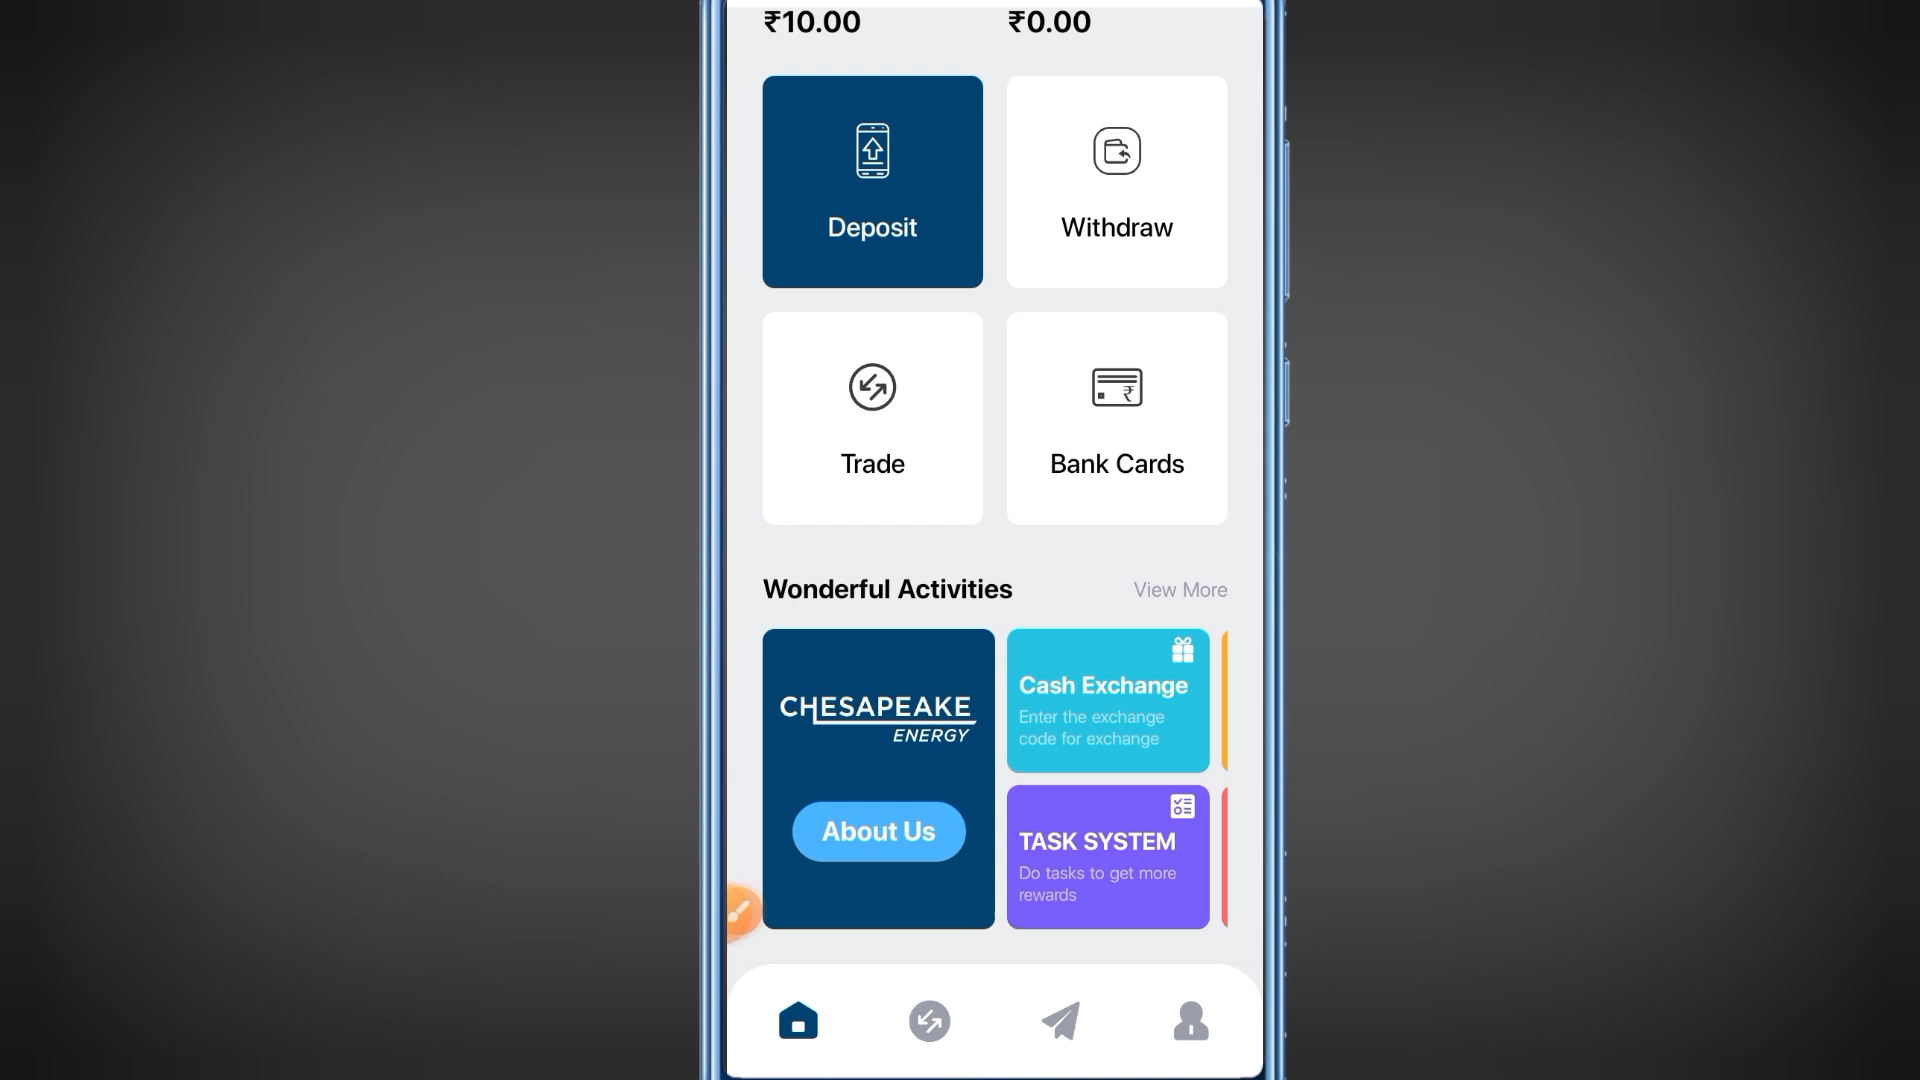 ₹10.00
₹0.00
Deposit
Withdraw
Trade
Bank Cards
Wonderful Activities
View More
CHESAPEAKE
ENERGY
About Us
Cash Exchange
Enter the exchange
code for exchange
TASK SYSTEM
Do tasks to get more
rewards